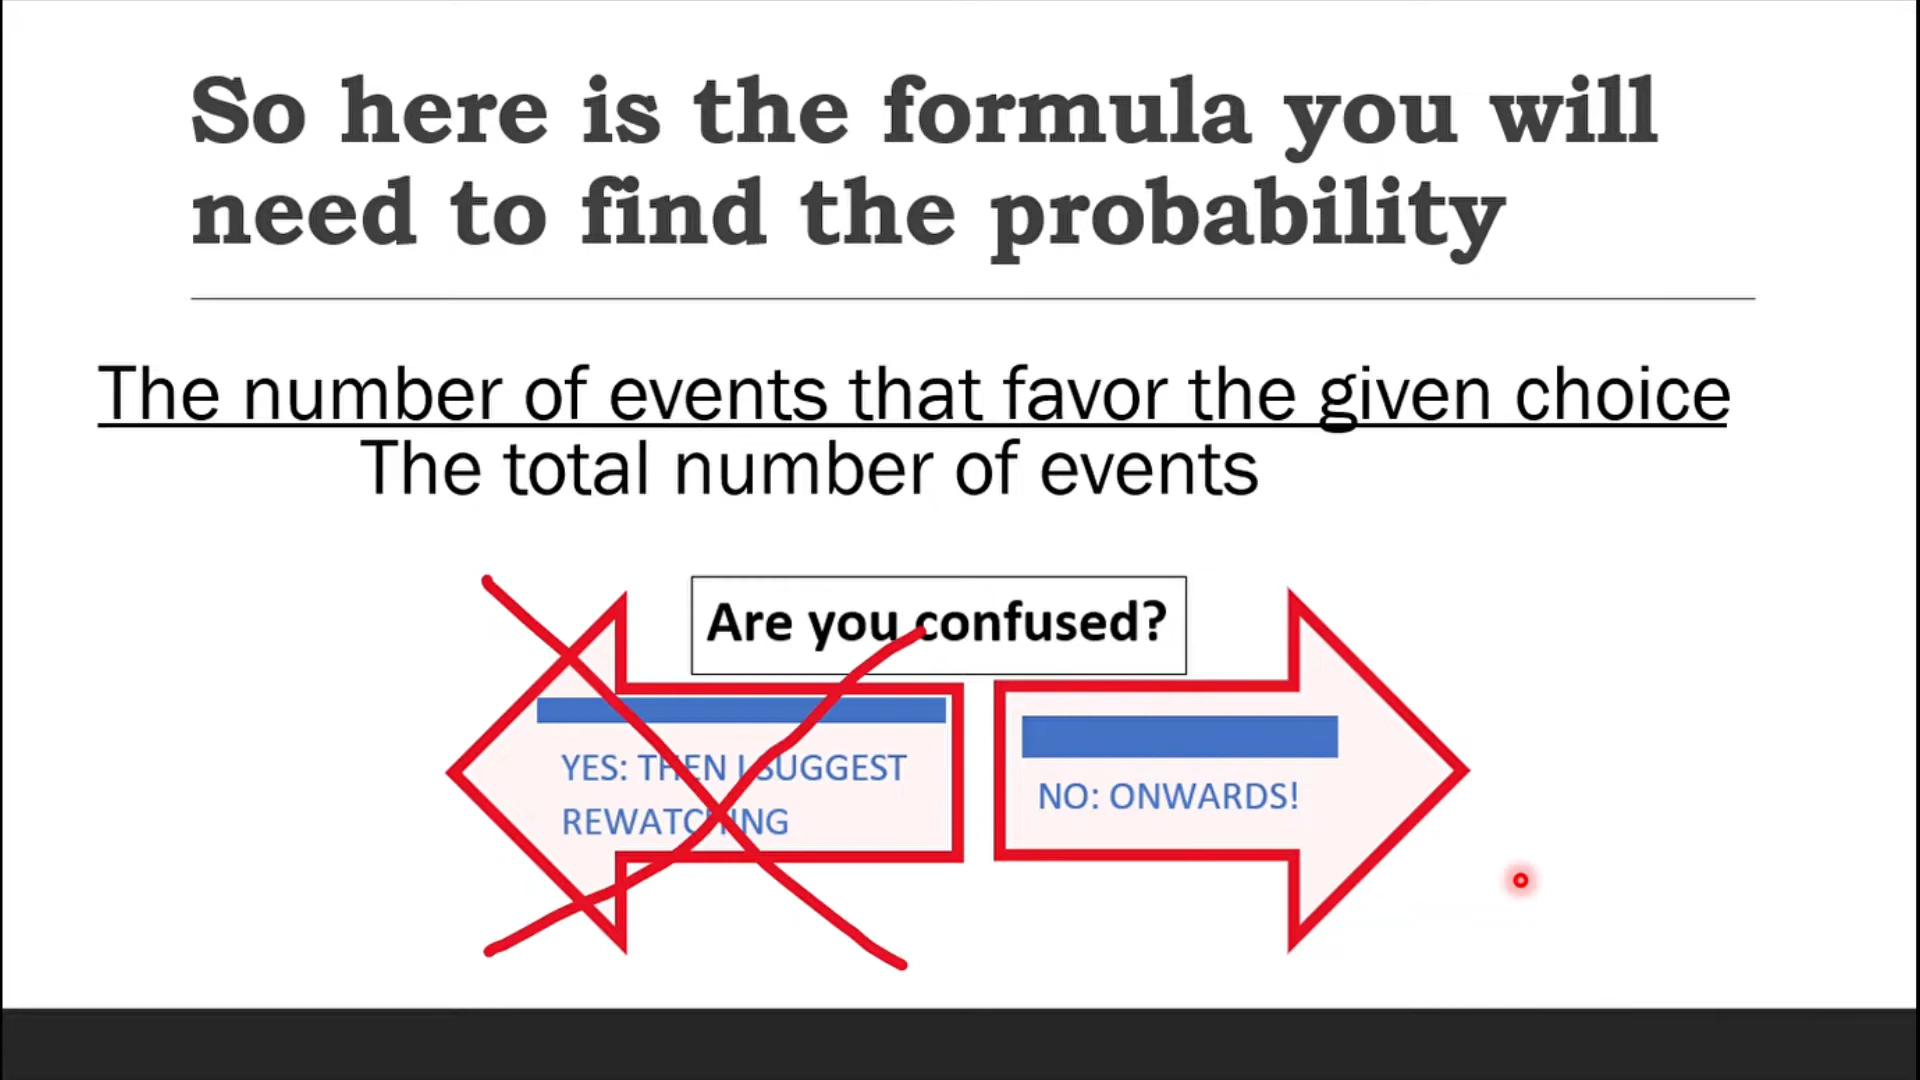 So here is the formula you will
need to find the probability
The number of events that favor the given choice
The total number of events
Are you confused?
YES: THEN I SUGGEST
REWATCHING
NO: ONWARDS!